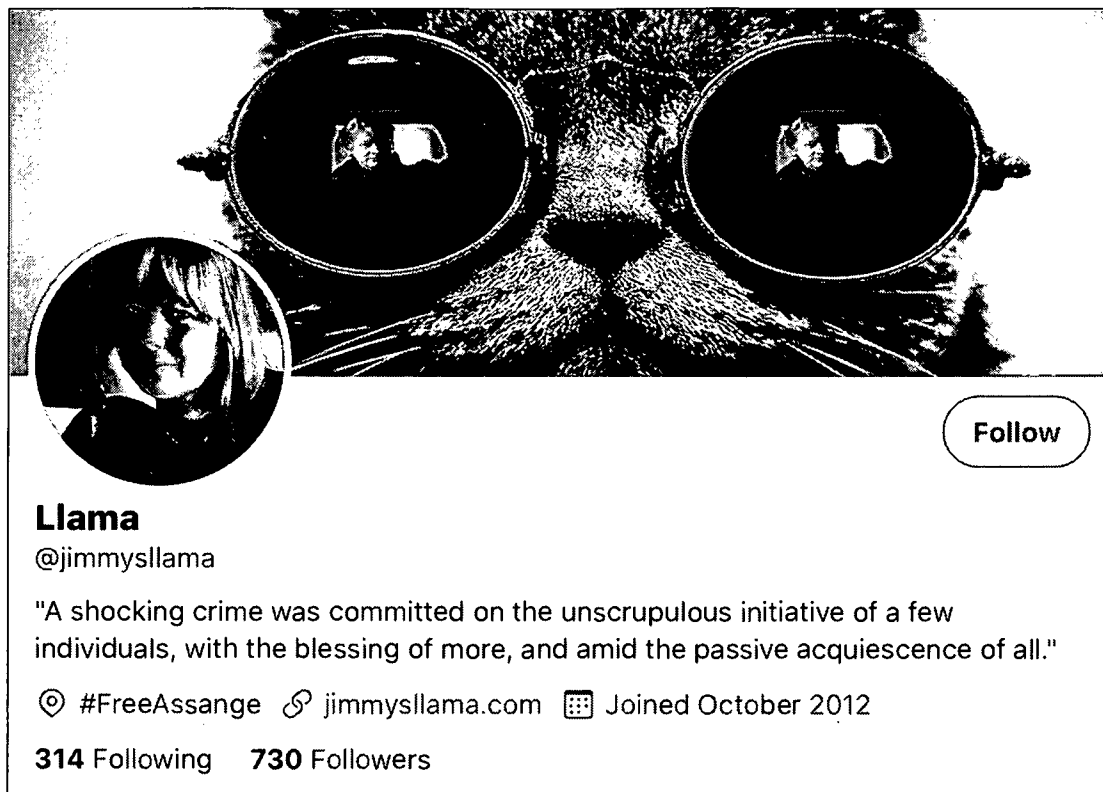 Follow
Llama
@jimmysllama
"A shocking crime was committed on the unscrupulous initiative of a few
individuals, with the blessing of more, and amid the passive acquiescence of all."
#FreeAssange jimmysllama.com Joined October 2012
314 Following 730 Followers